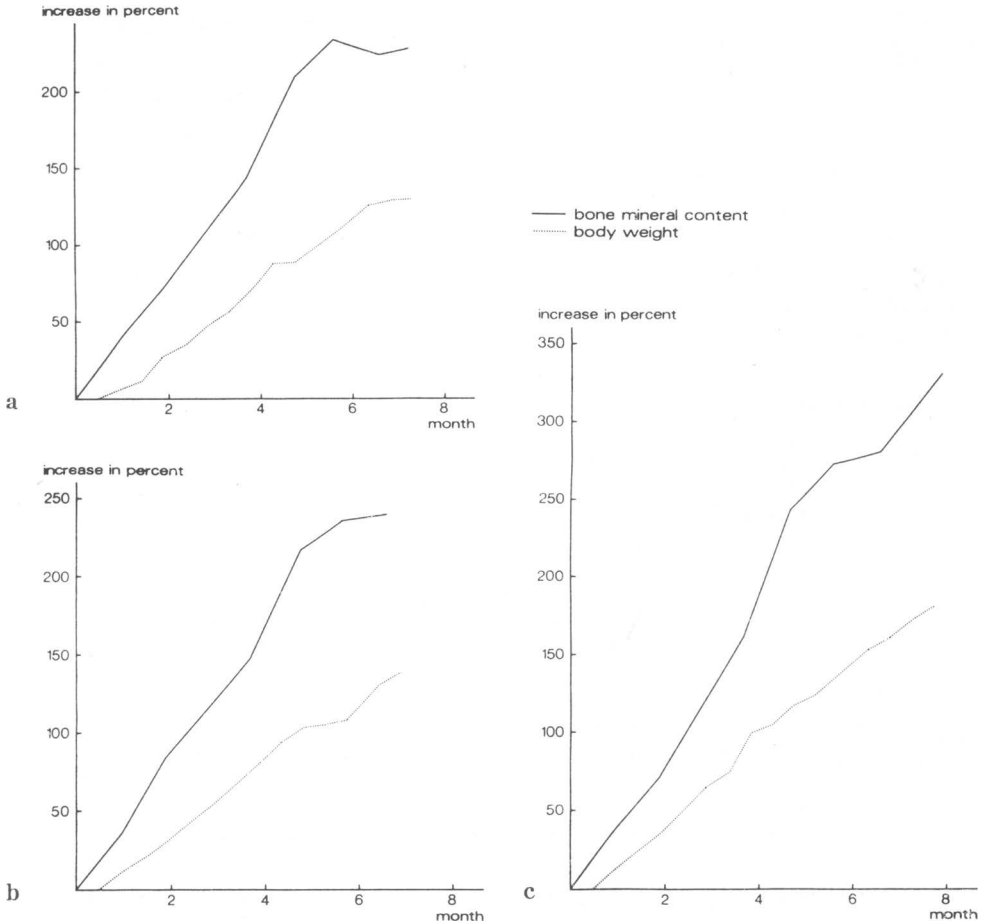 increase in percent
200
150
100
50
2 4 6 8
month
a
bone mineral content
body weight
increase in percent
250
200
150
100
50
2 4 6 8
month
b
increase in percent
350
300
250
200
150
100
50
2 4 6 8
month
c